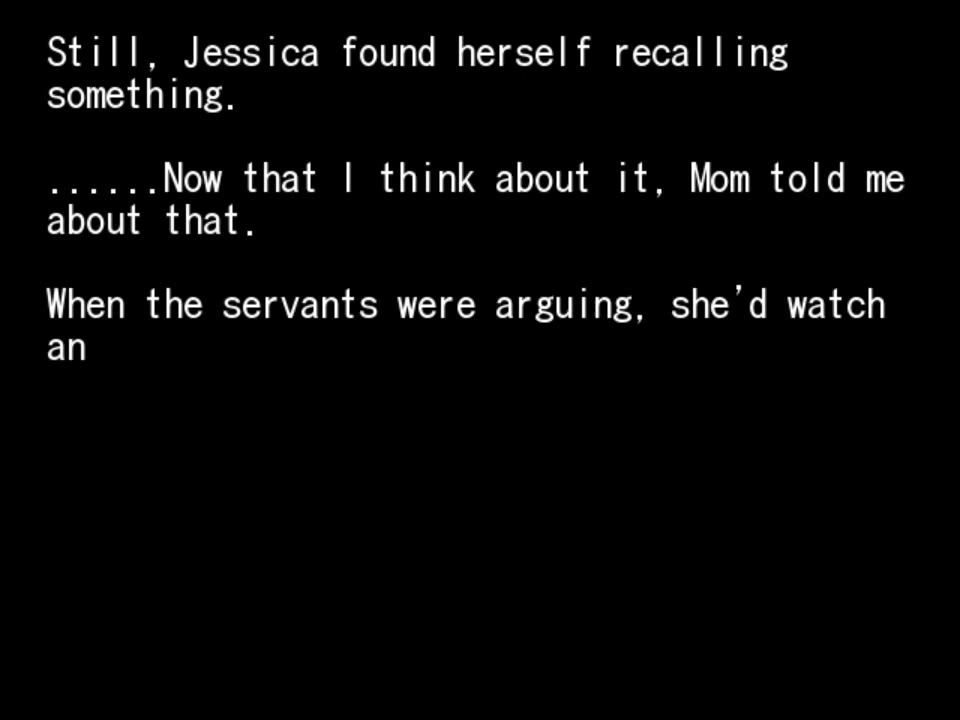 Still, Jessica found herself recalling
something.
......Now that I think about it, Mom told me
about that.
When the servants were arguing, she'd watch
an